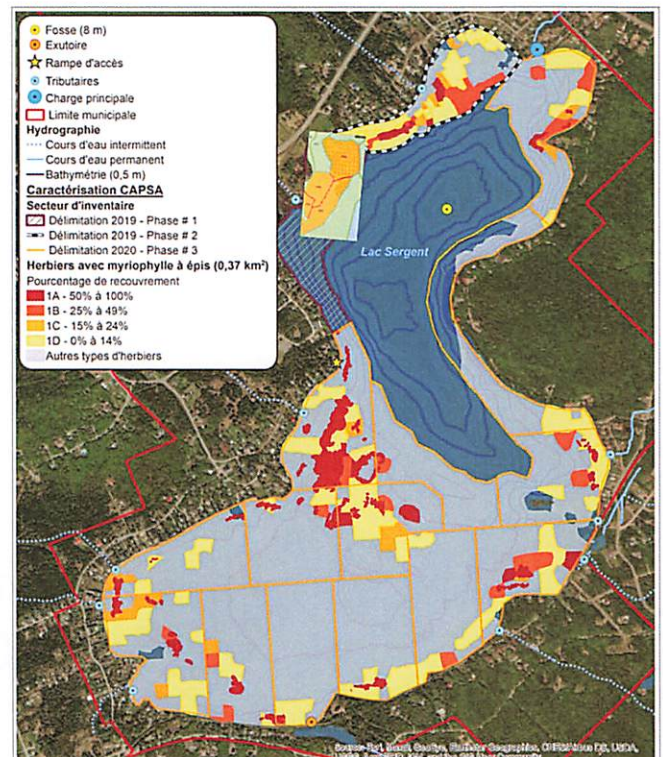 Fosse (8 m)
Exutoire
Rampe d'accès
Tributaires
Charge principale
Limite municipale
Hydrographie
Cours d'eau intermittent
Cours d'eau permanent
Bathymétrie (0,5 m)
Caractérisation CAPSA
Secteur d'inventaire
Délimitation 2019 - Phase # 1
Délimitation 2019 - Phase # 2
Délimitation 2020 - Phase # 3
Herbiers avec myriophylle à épis (0,37 km²)
Pourcentage de recouvrement
1A - 50% à 100%
1B - 25% à 49%
1C - 15% à 24%
1D - 0% à 14%
Autres types d'herbiers
Lac Sergent